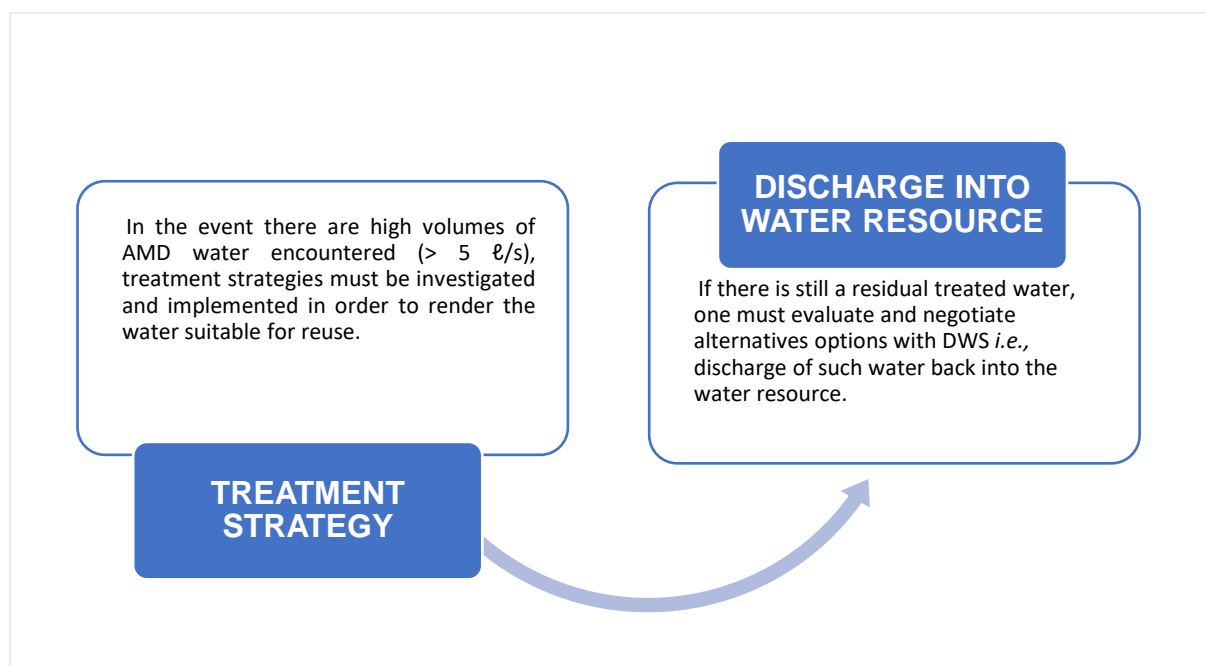 In the event there are high volumes of
AMD water encountered (> 5 ℓ/s),
treatment strategies must be investigated
and implemented in order to render the
water suitable for reuse.
TREATMENT
STRATEGY
DISCHARGE INTO
WATER RESOURCE
If there is still a residual treated water,
one must evaluate and negotiate
alternatives options with DWS i.e.,
discharge of such water back into the
water resource.